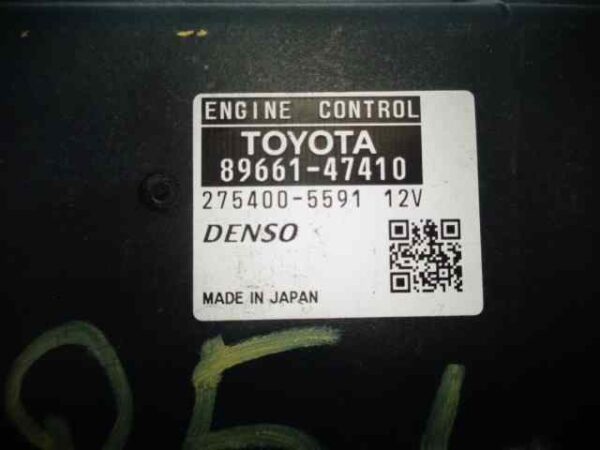 ENGINE CONTROL
TOYOTA
89661-47410
275400-5591 12V
DENSO
MADE IN JAPAN